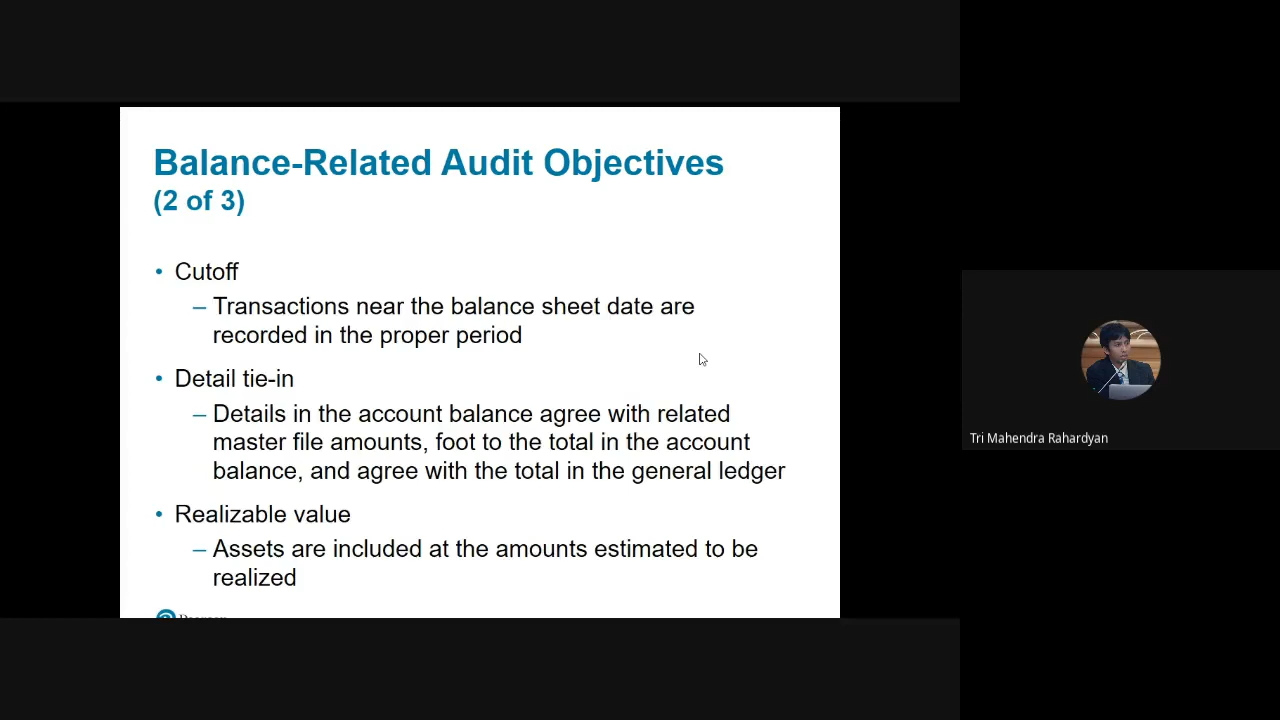 Balance-Related Audit Objectives
(2 of 3)
• Cutoff
– Transactions near the balance sheet date are
recorded in the proper period
• Detail tie-in
– Details in the account balance agree with related
master file amounts, foot to the total in the account
balance, and agree with the total in the general ledger
• Realizable value
– Assets are included at the amounts estimated to be
realized
Tri Mahendra Rahardyan